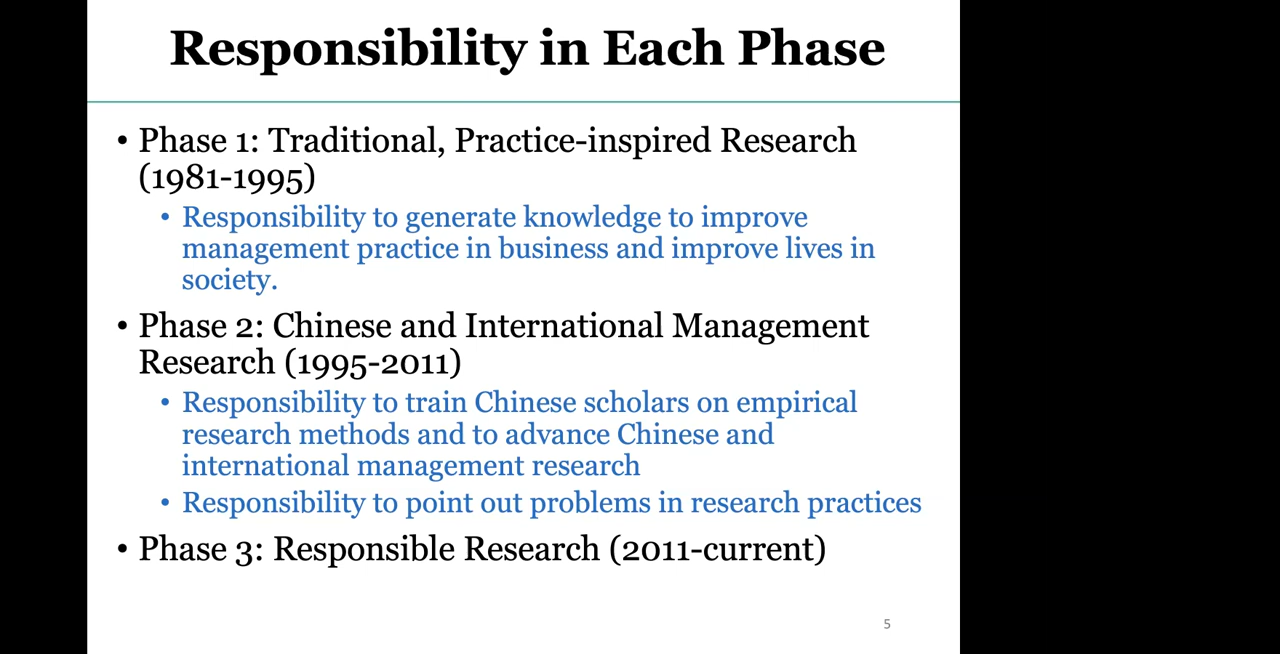 Responsibility in Each Phase
• Phase 1: Traditional, Practice-inspired Research
(1981-1995)
• Responsibility to generate knowledge to improve
management practice in business and improve lives in
society.
• Phase 2: Chinese and International Management
Research (1995-2011)
• Responsibility to train Chinese scholars on empirical
research methods and to advance Chinese and
international management research
• Responsibility to point out problems in research practices
• Phase 3: Responsible Research (2011-current)
5